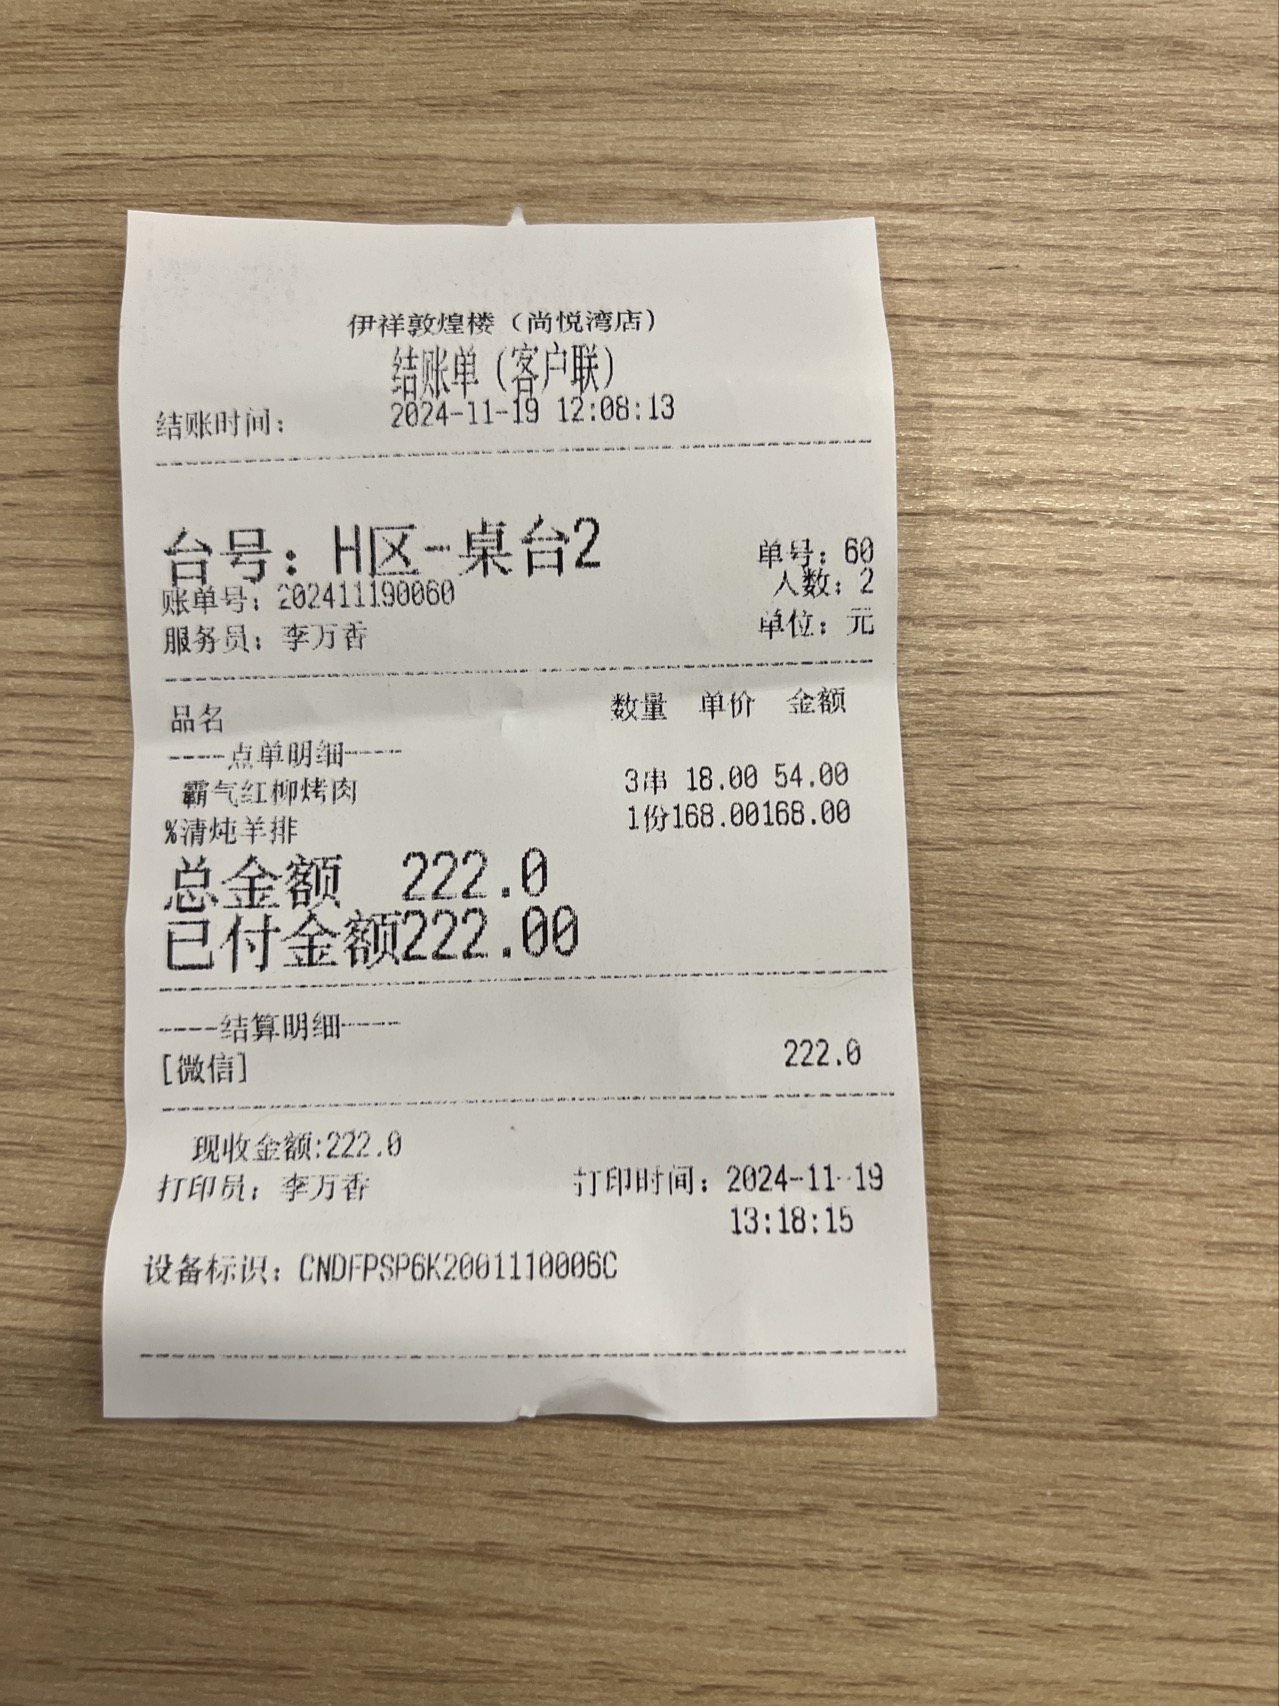 伊祥敦煌楼（尚悦湾店）
结账单（客户联）
结账时间： 2024-11-19 12:08:13
台号：H区-桌台2 单号：60
账单号：202411190060 人数：2
服务员：李万香 单位：元
品名 数量 单价 金额
----点单明细----
霸气红柳烤肉 3串 18.00 54.00
%清炖羊排 1份168.00168.00
总金额 222.0
已付金额222.00
----结算明细----
[微信] 222.0
现收金额:222.0
打印员：李万香 打印时间：2024-11-19
13:18:15
设备标识：CNDFPSP6K2001110006C